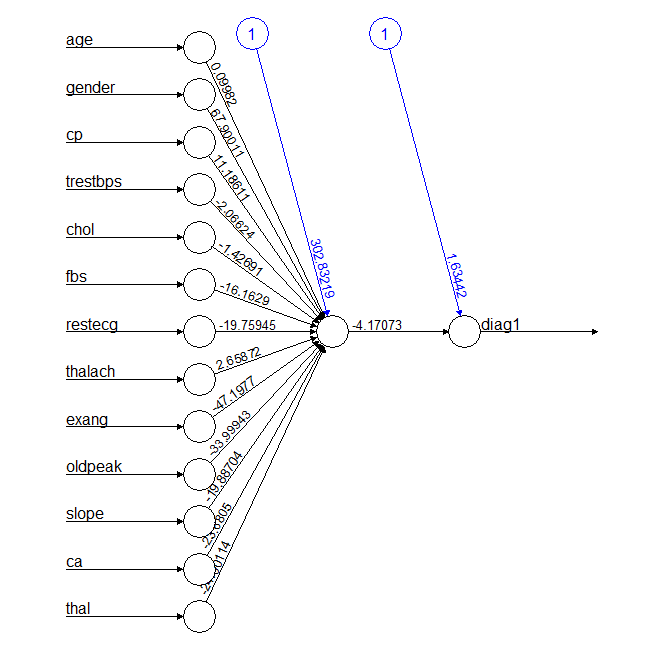 age
1
1
gender
cp
trestbps
chol
fbs
restecg
thalach
exang
oldpeak
slope
ca
thal
0.09982
67.90011
11.18611
-2.06624
-1.42691
-16.1629
-19.75945
2.65872
-47.1977
-33.99943
-19.88704
302.83219
-4.17073
1.63442
diag1